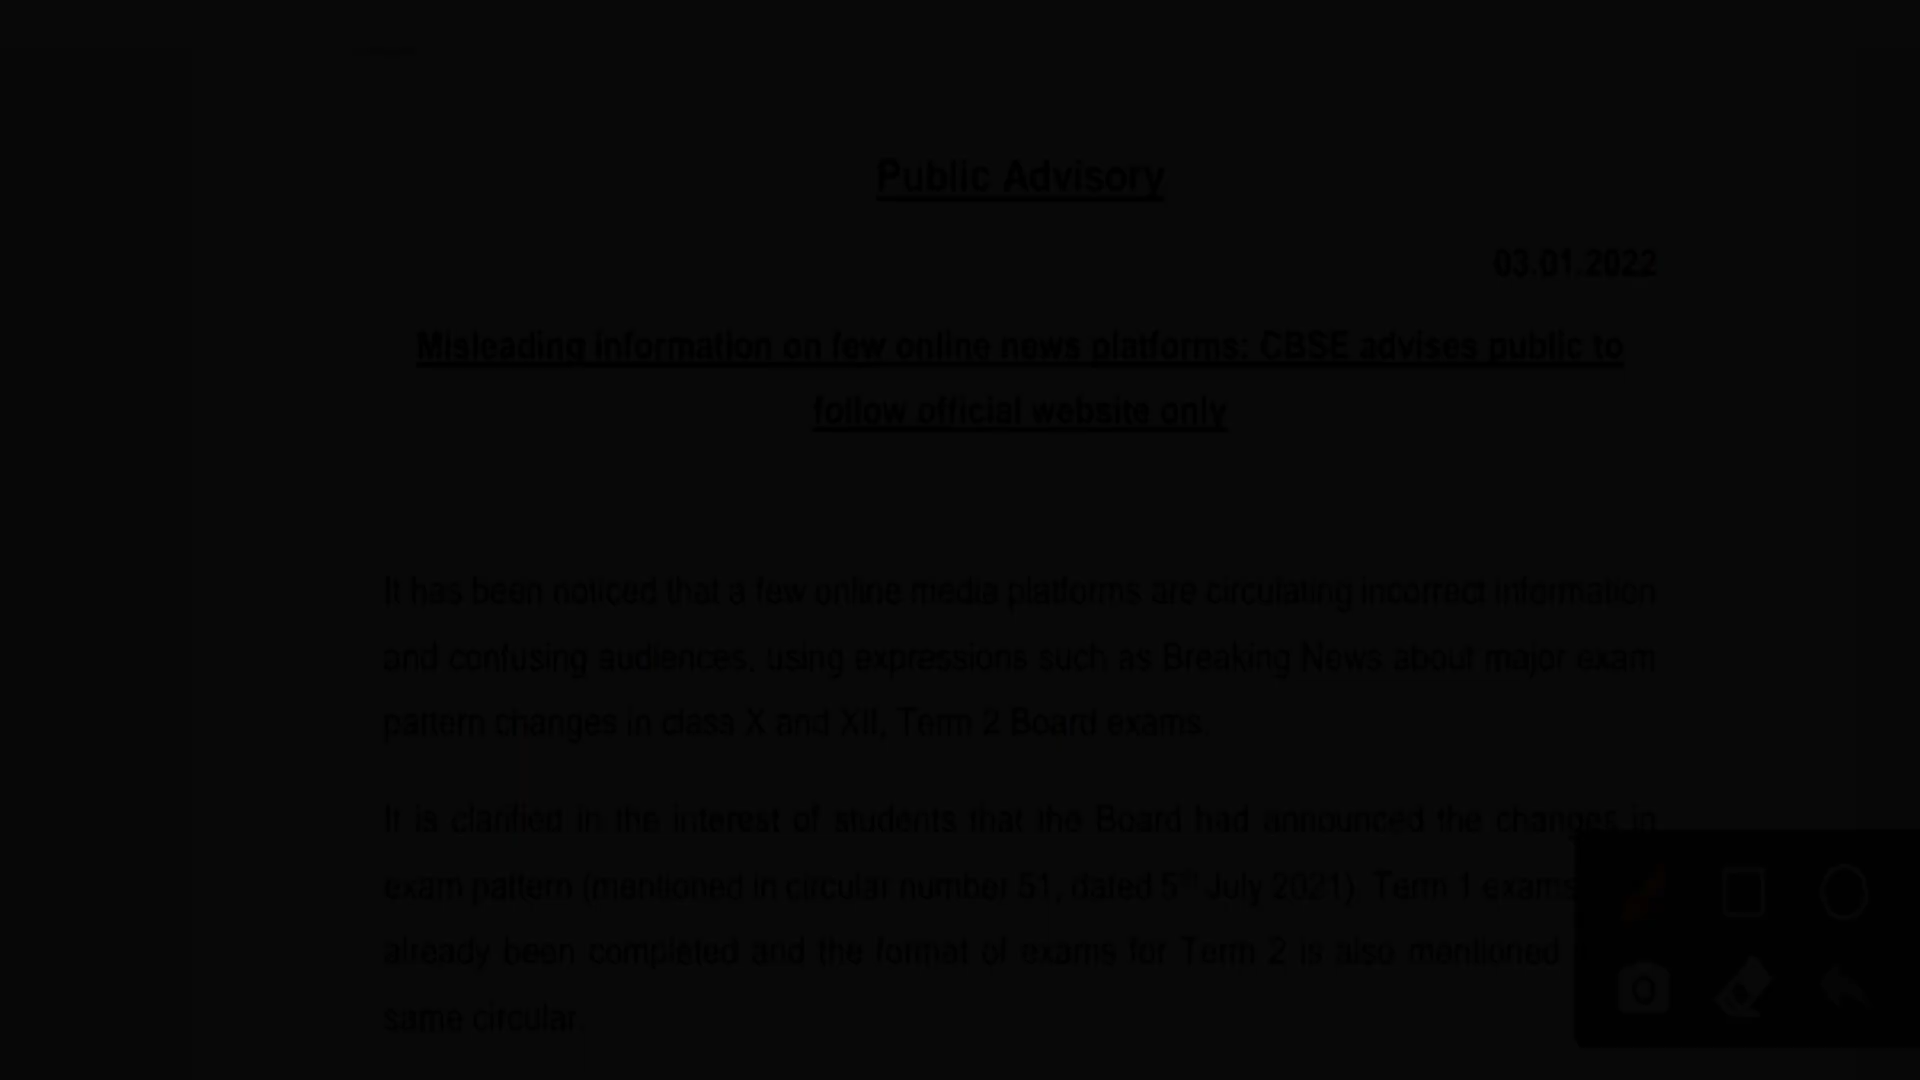 Public Advisory
03.01.2022
Misleading information on few online news platforms: CBSE advises public to
follow official website only
It has been noticed that a few online media platforms are circulating incorrect information
and confusing audiences, using expressions such as Breaking News about major exam
pattern changes in class X and XII, Term 2 Board exams.
It is clarified in the interest of students that the Board had announced the changes in
exam pattern (mentioned in circular number 51, dated 5th July 2021). Term 1 exams
already been completed and the format of exams for Term 2 is also mentioned
same circular.